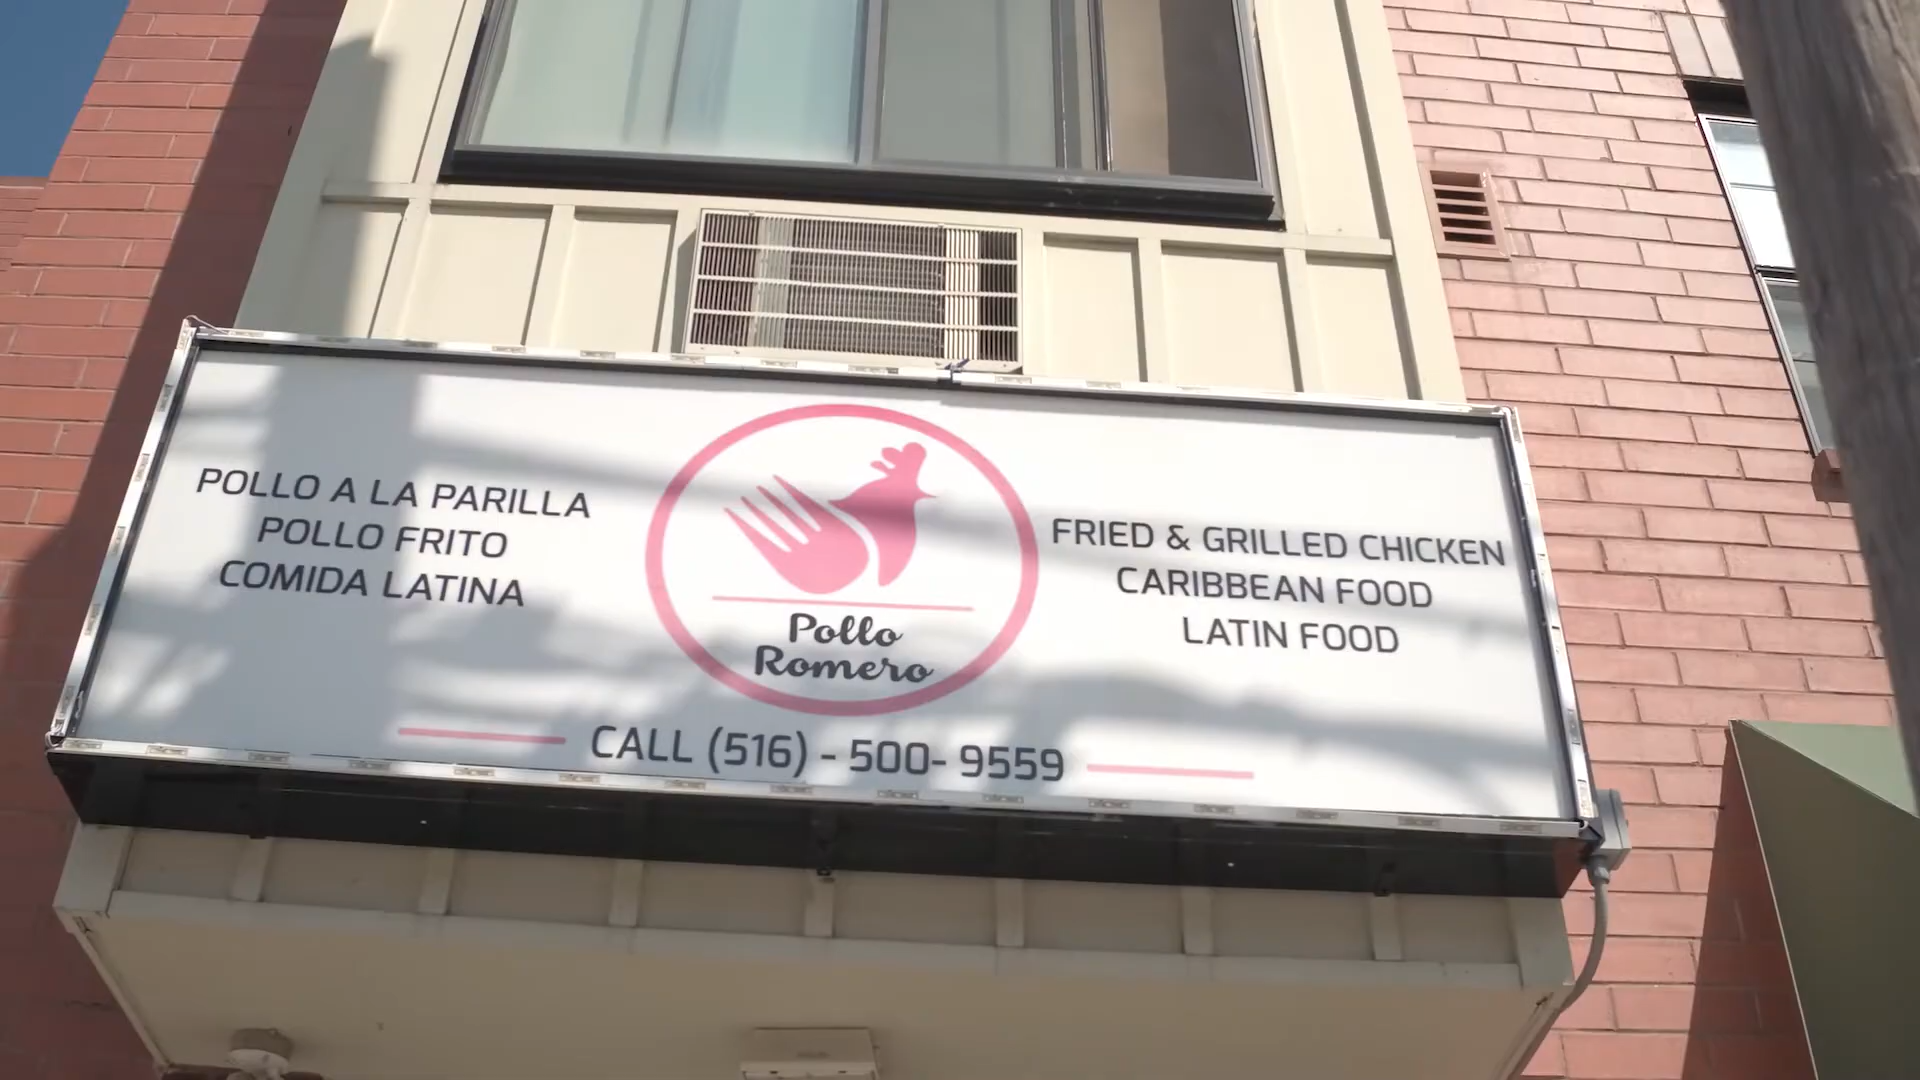 POLLO A LA PARILLA
POLLO FRITO
COMIDA LATINA
Pollo
Romero
FRIED & GRILLED CHICKEN
CARIBBEAN FOOD
LATIN FOOD
CALL (516) - 500- 9559